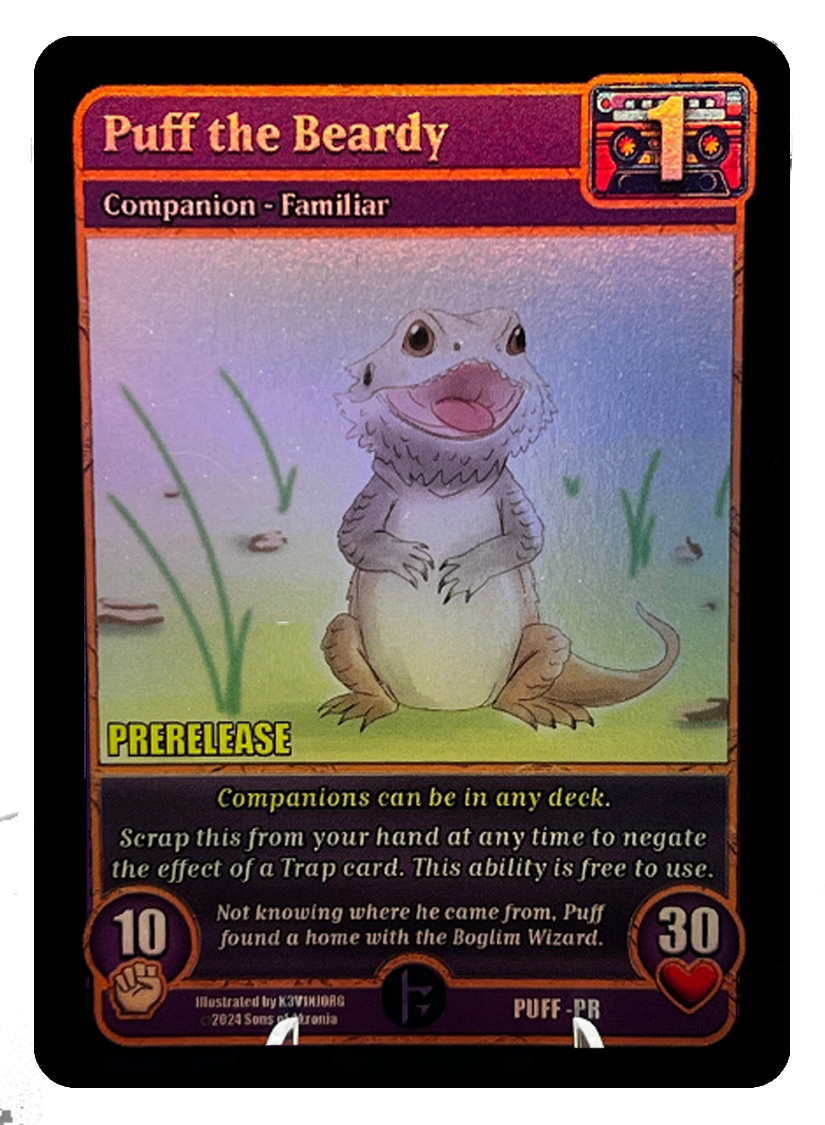 Puff the Beardy
1
Companion - Familiar
PRERELEASE
Companions can be in any deck.
Scrap this from your hand at any time to negate
the effect of a Trap card. This ability is free to use.
Not knowing where he came from, Puff
found a home with the Boglim Wizard.
10
30
Illustrated by K3V1NJORG
©2024 Sons of
PUFF -PR